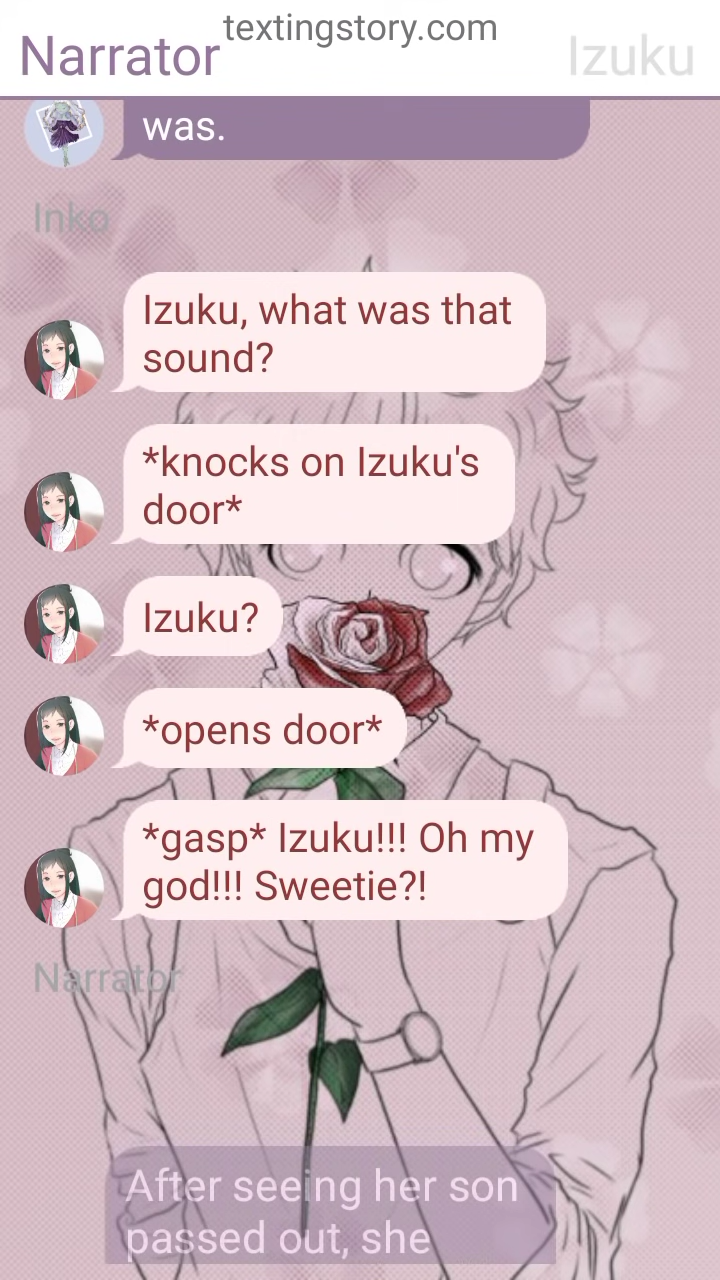 textingstory.com
Narrator
Izuku
was.
Inko
Izuku, what was that
sound?
*knocks on Izuku's
door*
Izuku?
*opens door*
*gasp* Izuku!!! Oh my
god!!! Sweetie?!
Narrator
After seeing her son
passed out, she